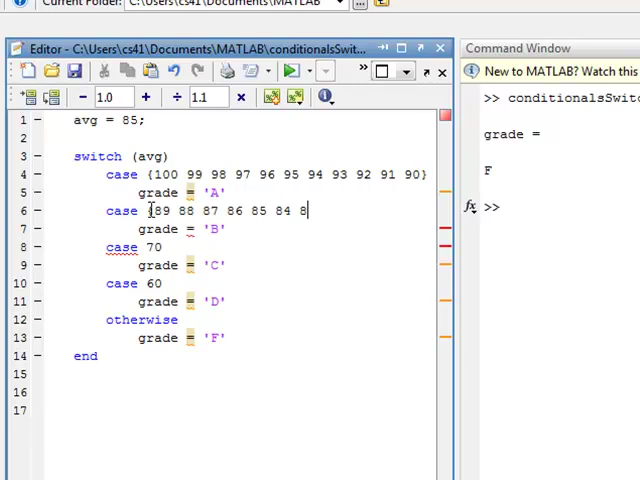 Current Folder: C:\Users\cs41\Documents\MATLAB
Editor - C:\Users\cs41\Documents\MATLAB\conditionalsSwit...
Command Window
− 1.0 + ÷ 1.1 ×
New to MATLAB? Watch this
1 avg = 85;
2
3 switch (avg)
4 case {100 99 98 97 96 95 94 93 92 91 90}
5 grade = 'A'
6 case {89 88 87 86 85 84 8
7 grade = 'B'
8 case 70
9 grade = 'C'
10 case 60
11 grade = 'D'
12 otherwise
13 grade = 'F'
14 end
15
16
17
>> conditionalsSwitc
grade =
F
fx >>